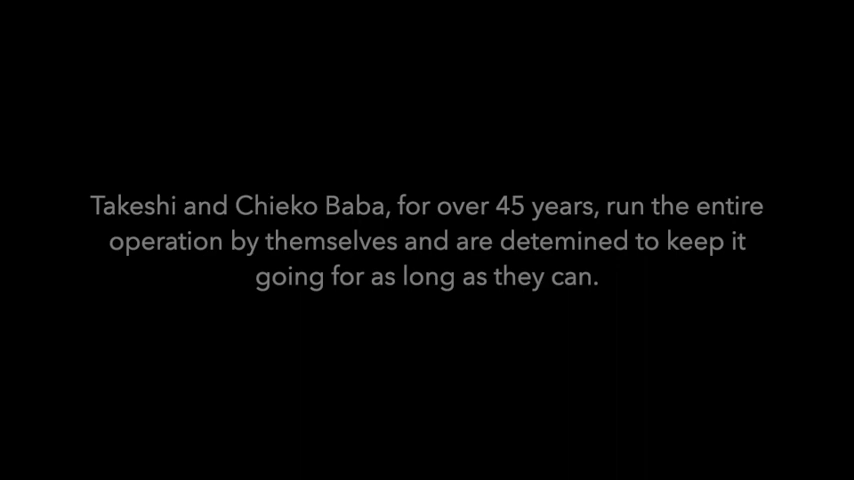 Takeshi and Chieko Baba, for over 45 years, run the entire
operation by themselves and are detemined to keep it
going for as long as they can.